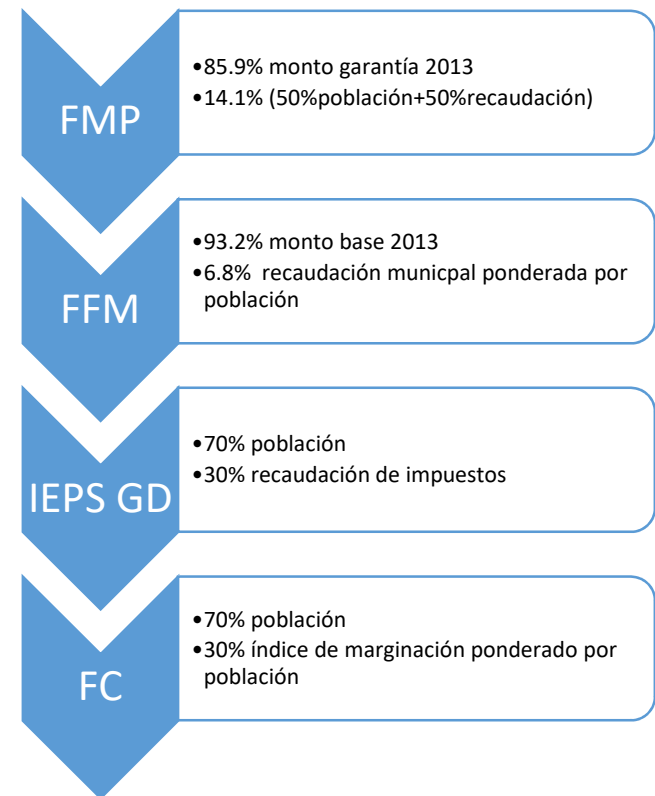 FMP
•85.9% monto garantía 2013
•14.1% (50%población+50%recaudación)
FFM
•93.2% monto base 2013
•6.8% recaudación municpal ponderada por
población
IEPS GD
•70% población
•30% recaudación de impuestos
FC
•70% población
•30% índice de marginación ponderado por
población